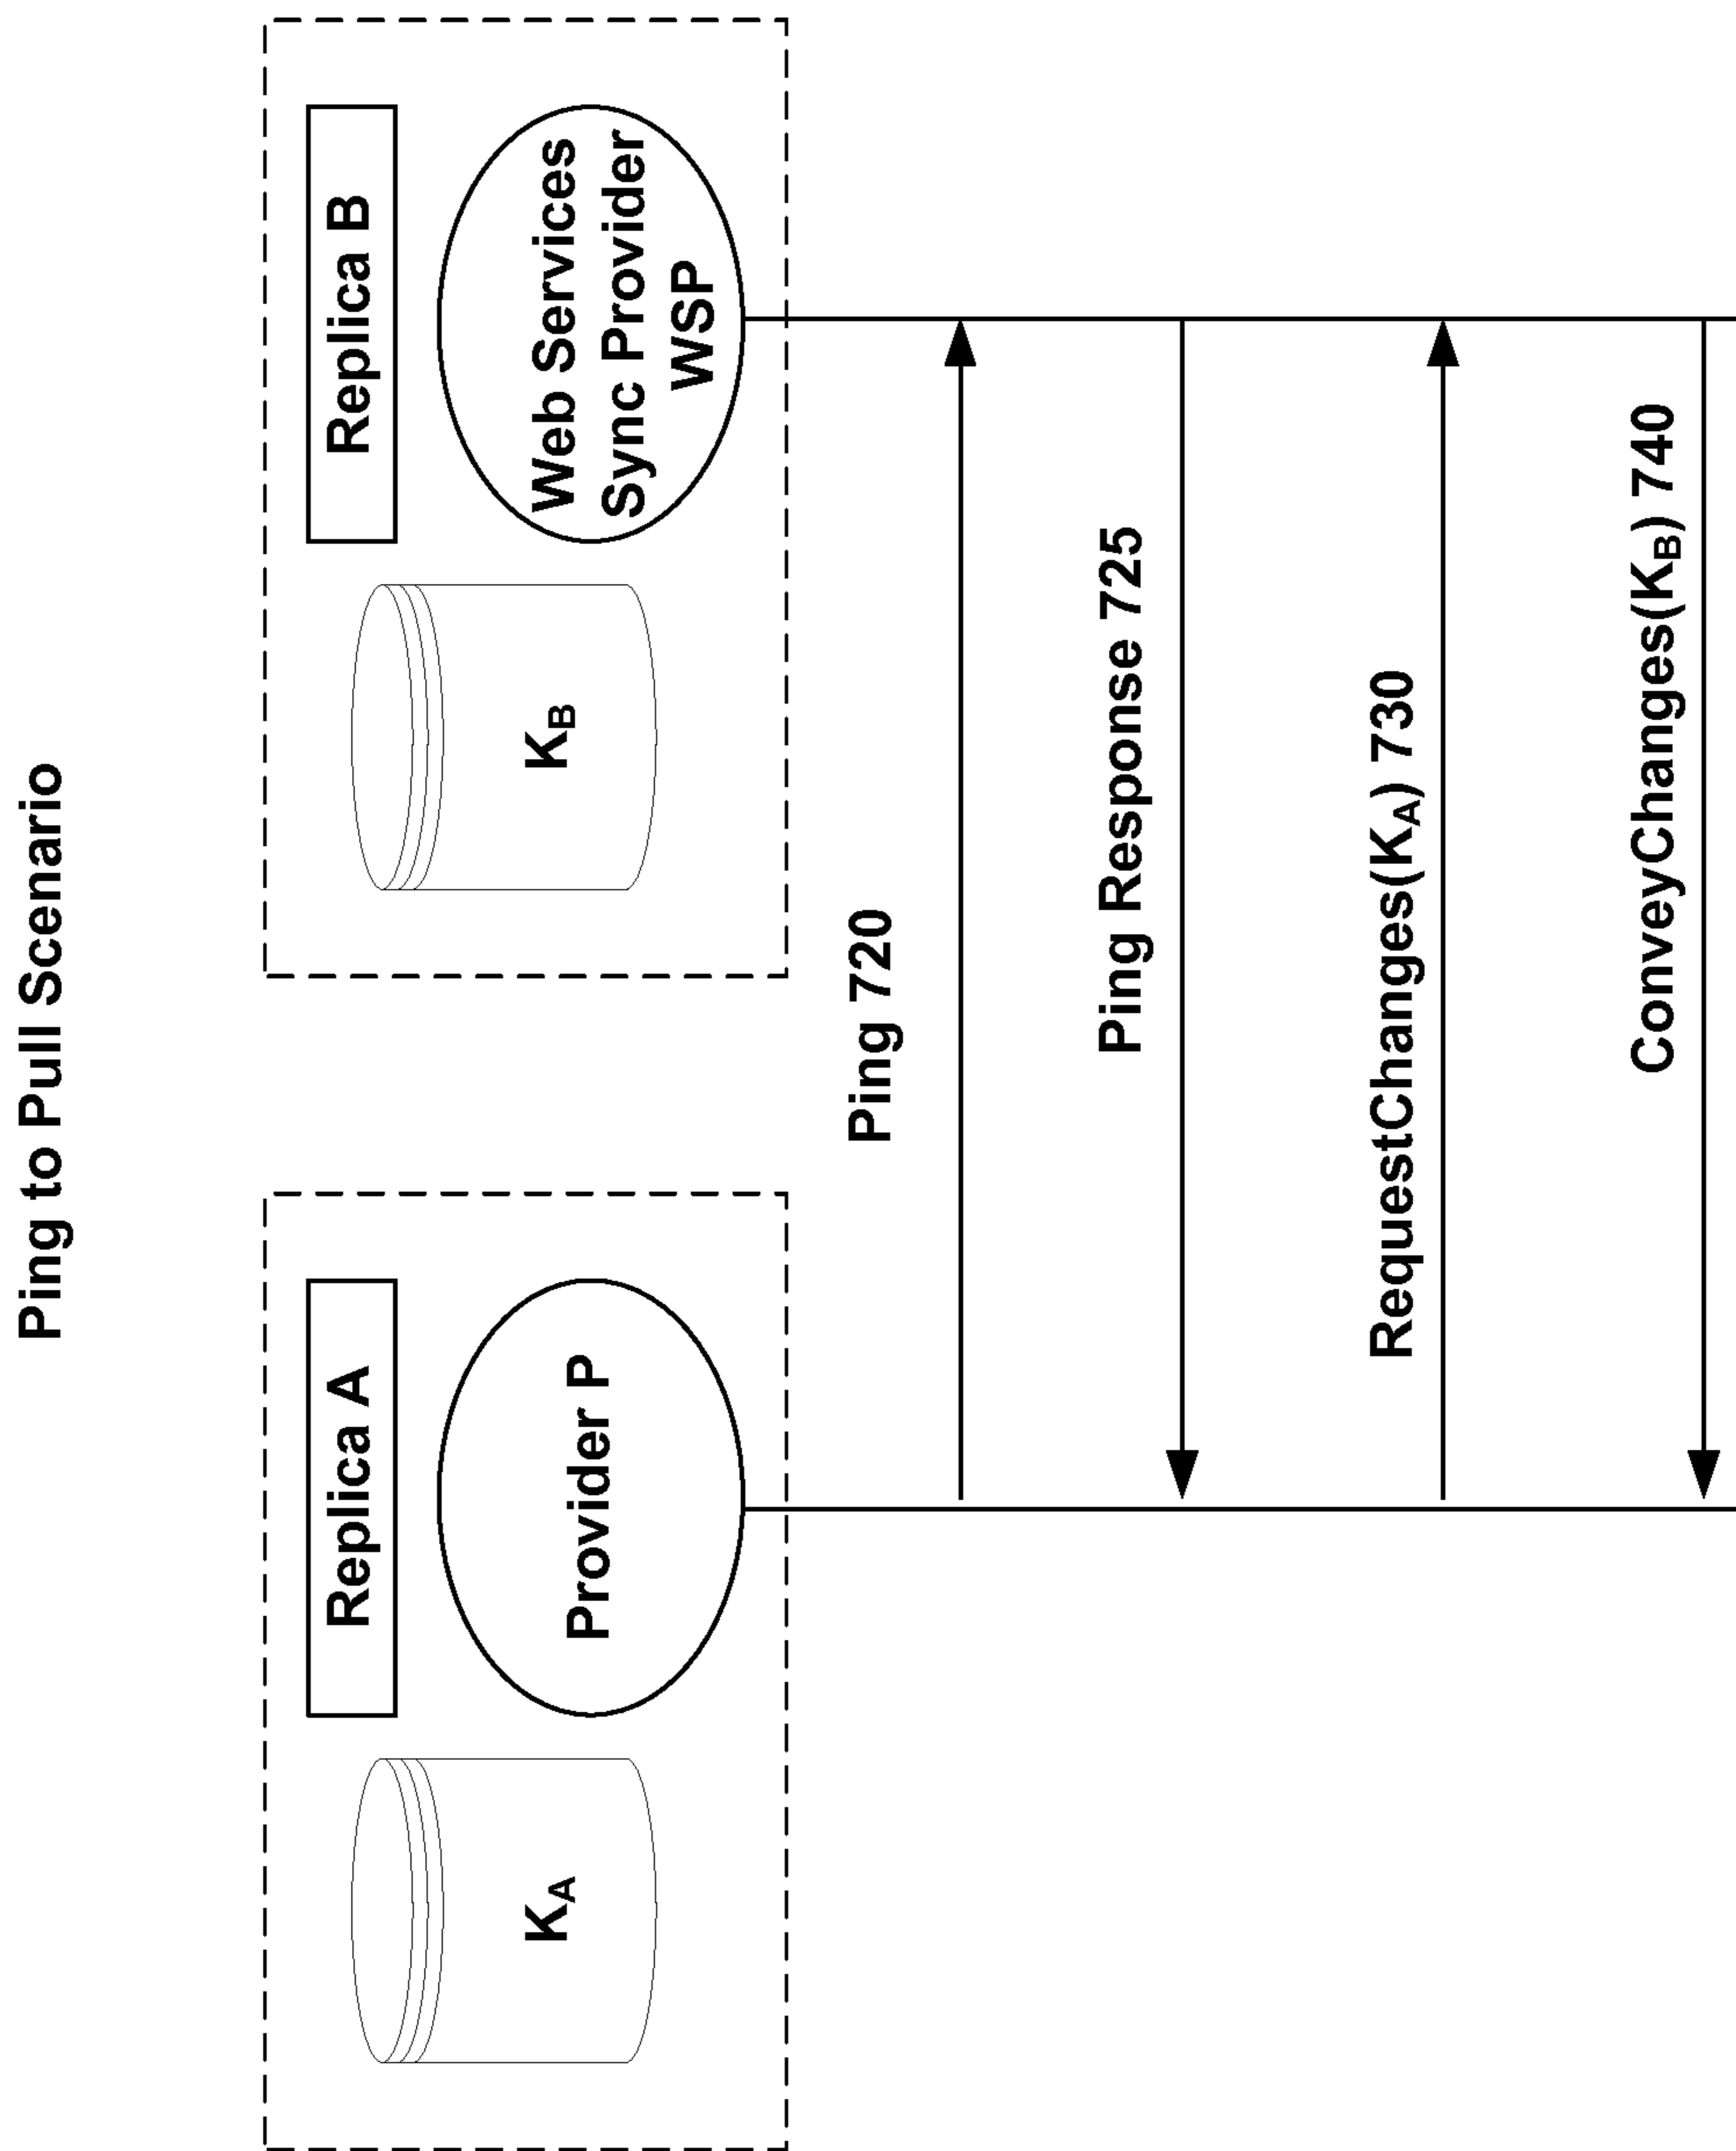 Ping to Pull Scenario
Replica A
Replica B
K_A
Provider P
K_B
Web Services
Sync Provider
WSP
Ping 720
Ping Response 725
RequestChanges(K_A) 730
ConveyChanges(K_B) 740